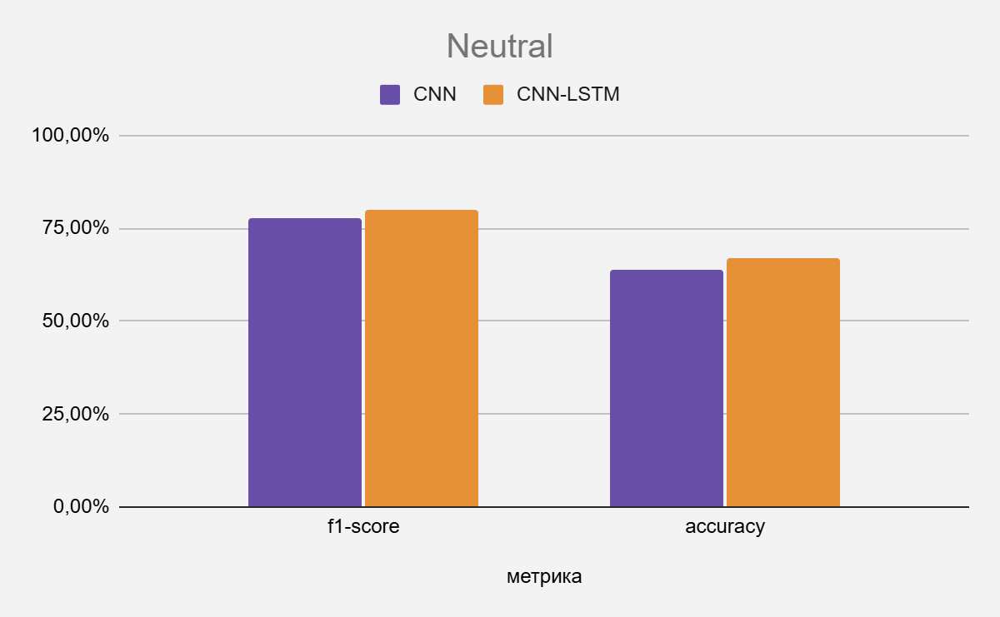 Neutral
CNN CNN-LSTM
100,00%
75,00%
50,00%
25,00%
0,00%
f1-score accuracy
метрика